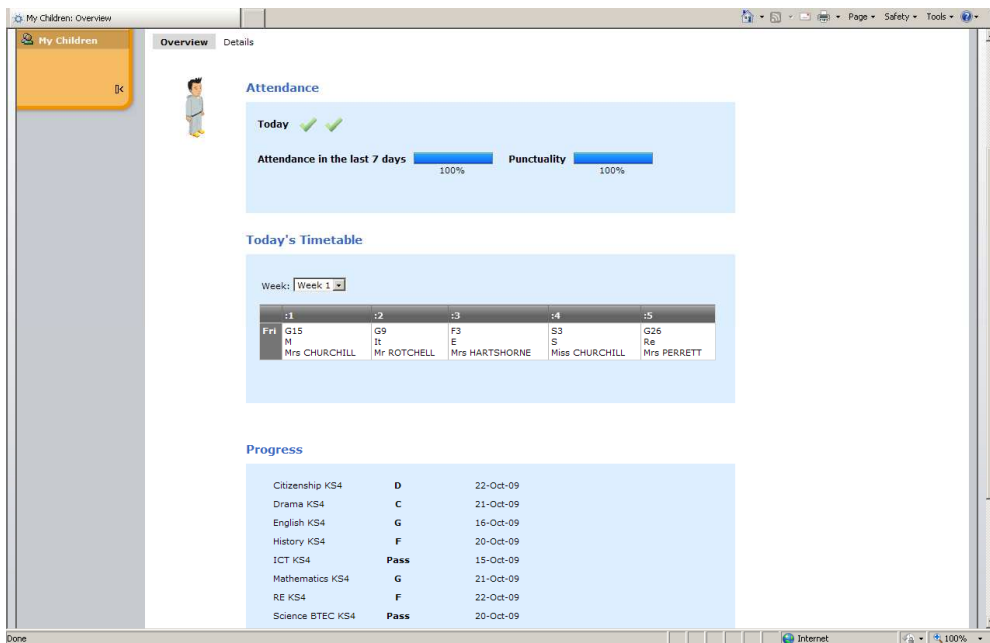 My Children: Overview
Page Safety Tools
My Children
Overview Details
Attendance
Today
Attendance in the last 7 days 100% Punctuality 100%
Today's Timetable
Week: Week 1
:1 :2 :3 :4 :5
Fri G15 G9 F3 S3 G26
M It E S Re
Mrs CHURCHILL Mr ROTCHELL Mrs HARTSHORNE Miss CHURCHILL Mrs PERRETT
Progress
Citizenship KS4 D 22-Oct-09
Drama KS4 C 21-Oct-09
English KS4 G 16-Oct-09
History KS4 F 20-Oct-09
ICT KS4 Pass 15-Oct-09
Mathematics KS4 G 21-Oct-09
RE KS4 F 22-Oct-09
Science BTEC KS4 Pass 20-Oct-09
Done Internet 100%